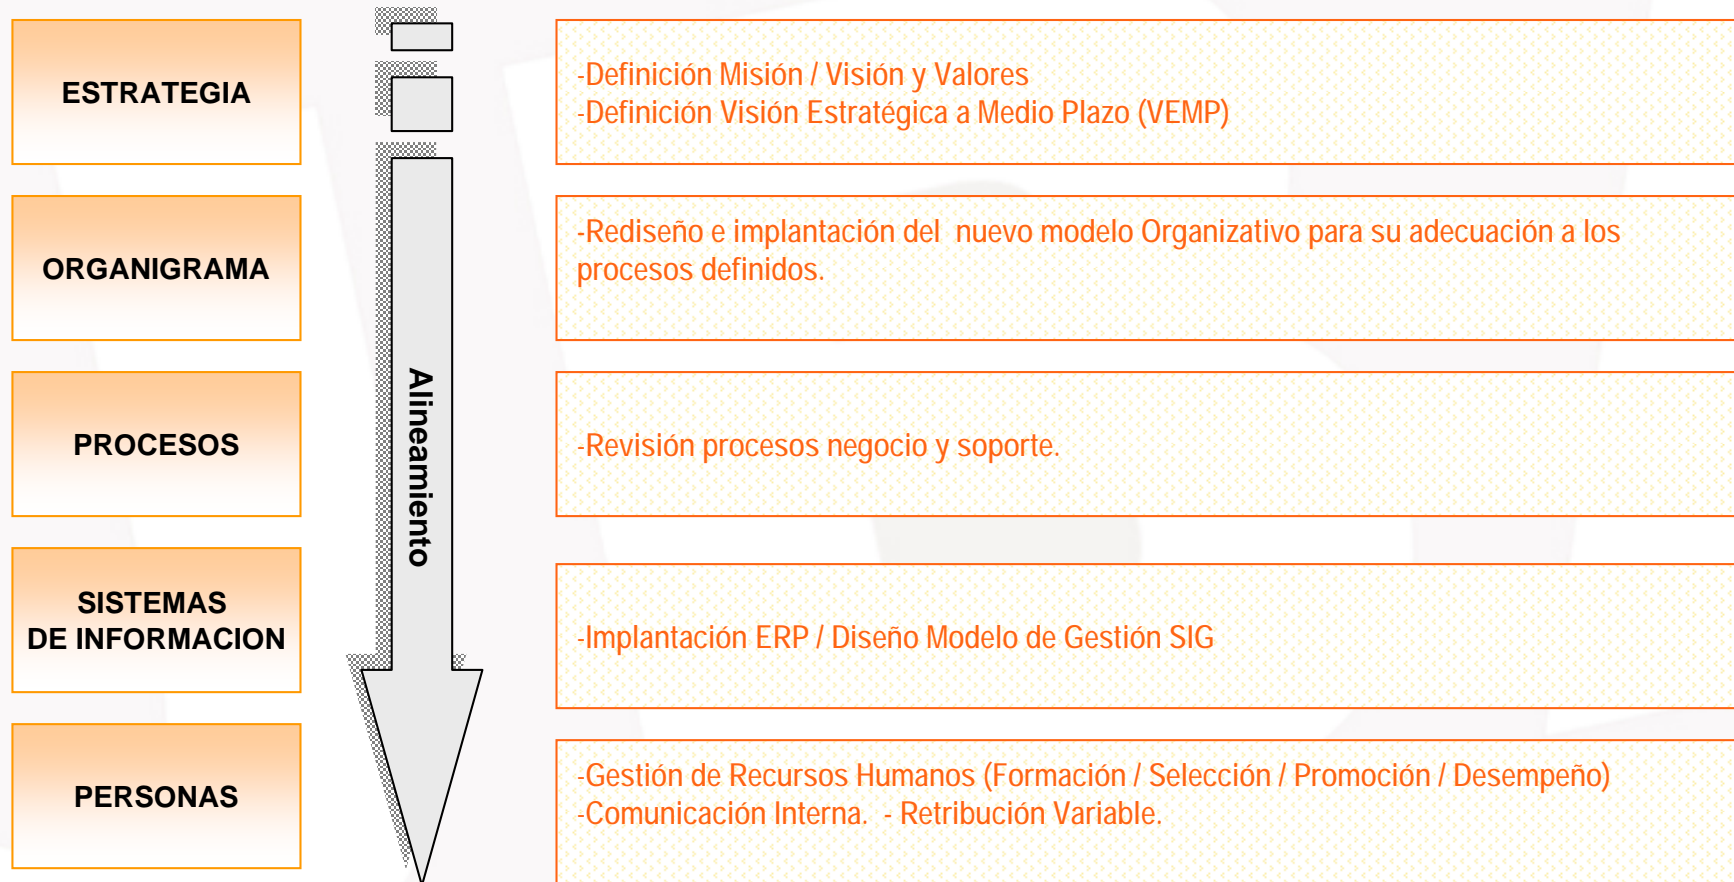 ESTRATEGIA
-Definición Misión / Visión y Valores
-Definición Visión Estratégica a Medio Plazo (VEMP)
ORGANIGRAMA
-Rediseño e implantación del  nuevo modelo Organizativo para su adecuación a los
procesos definidos.
Alineamiento
PROCESOS
-Revisión procesos negocio y soporte.
SISTEMAS
DE INFORMACION
-Implantación ERP / Diseño Modelo de Gestión SIG
PERSONAS
-Gestión de Recursos Humanos (Formación / Selección / Promoción / Desempeño)
-Comunicación Interna.  - Retribución Variable.